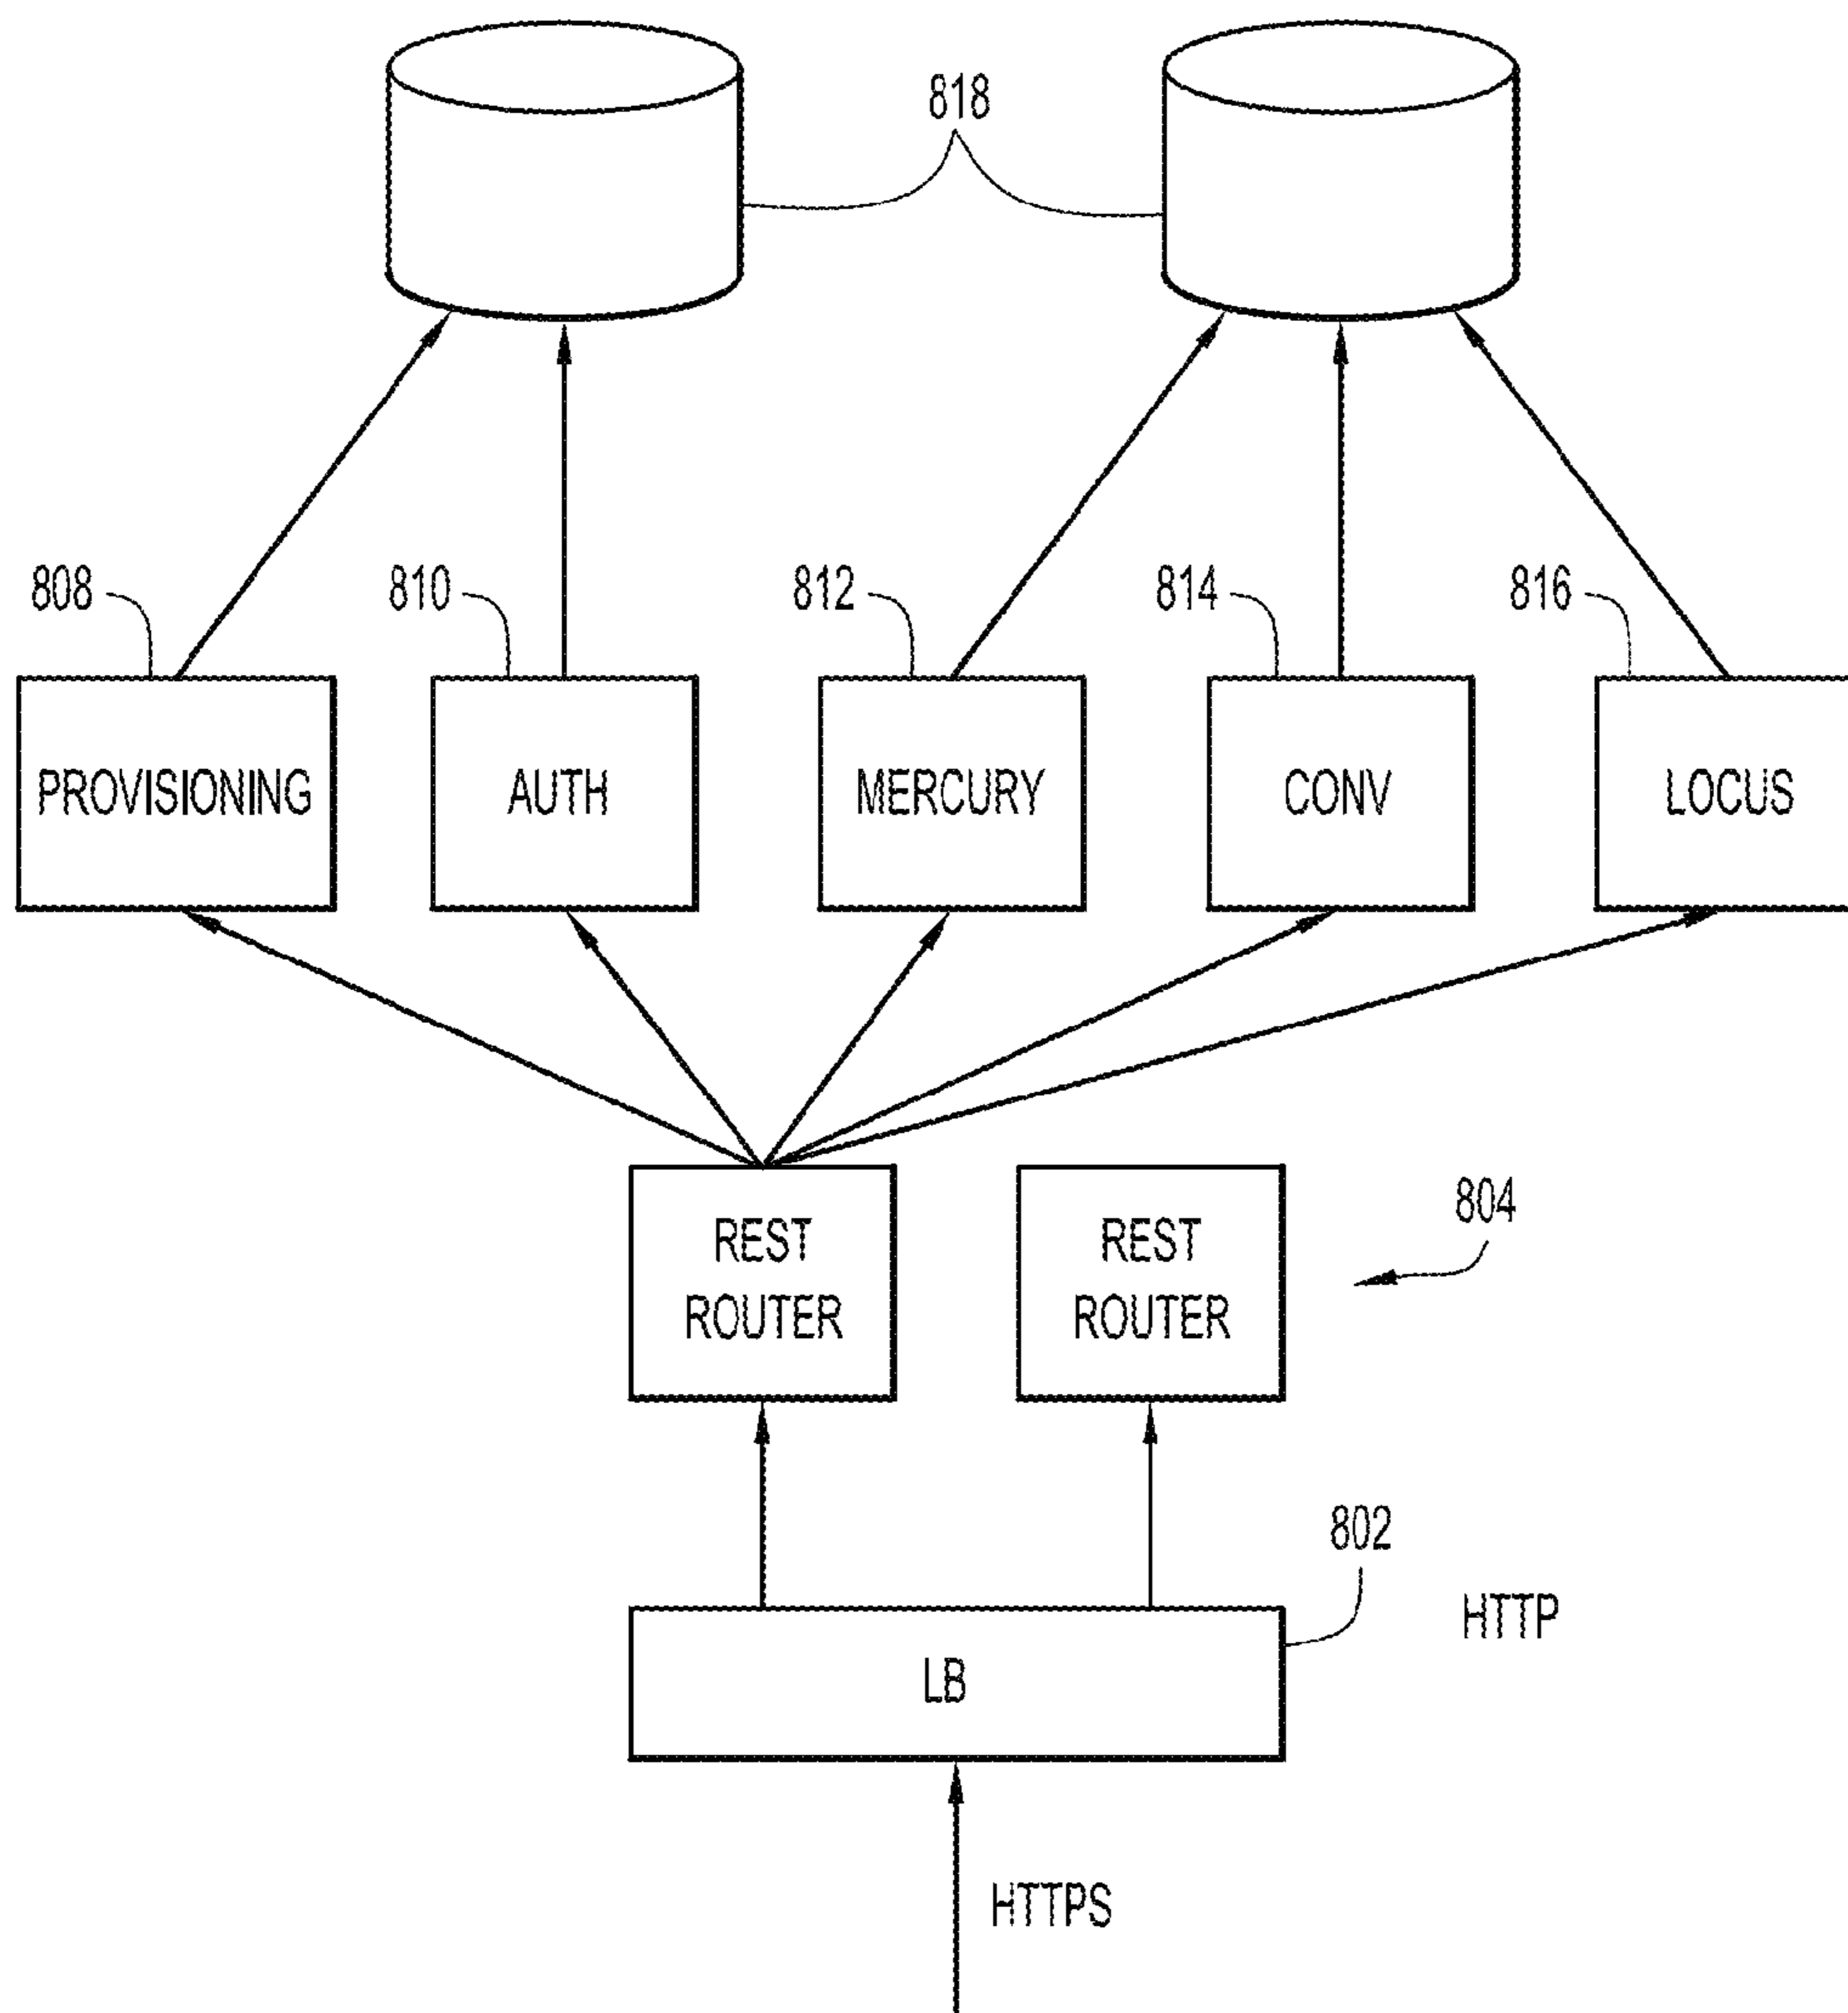 818
808
810
812
814
816
PROVISIONING
AUTH
MERCURY
CONV
LOCUS
REST
ROUTER
REST
ROUTER
804
802
HTTP
LB
HTTPS